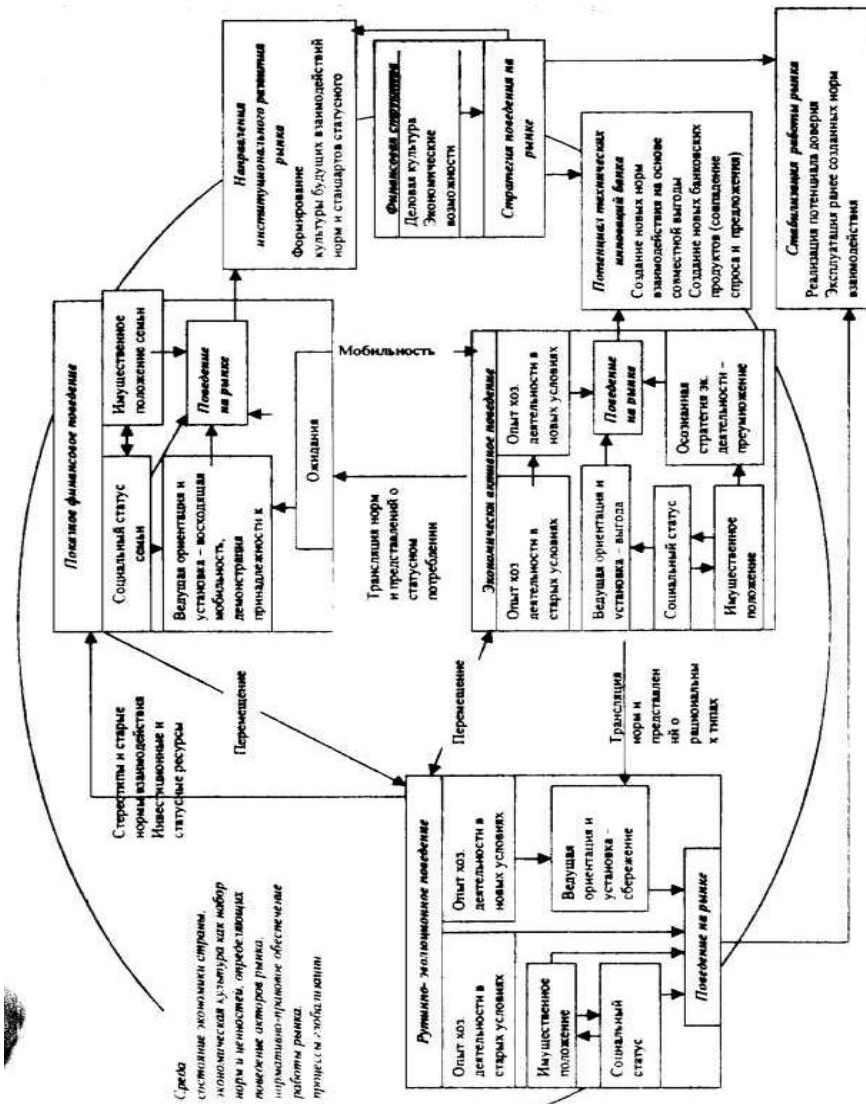 Среда
состояние экономики страны,
экономическая культура как набор
норм и ценностей, определяющих
поведение акторов рынка,
нормативно-правовое обеспечение
работы рынка,
процессы глобализации
Стереотипы и старые
нормы взаимодействия
Инвестиционные и
статусные ресурсы
Перемещение
Показное финансовое поведение
Социальный статус
семьи
Имущественное
положение семьи
Ведущая ориентация и
установка – восходящая
мобильность,
демонстрация
принадлежности к
Поведение
на рынке
Ожидания
Направления
институционального развития
рынка
Формирование
культуры будущих взаимодействий
норм и стандартов статусного
Финансовая структура
Деловая культура
Экономические
возможности
Стратегия поведения на
рынке
Трансляция норм
и представлений о
статусном
потреблении
Мобильность
Рутинно- эволюционное поведение
Опыт хоз.
деятельности в
старых условиях
Опыт хоз.
деятельности в
новых условиях
Имущественное
положение
Социальный
статус
Ведущая
ориентация и
установка –
сбережение
Поведение на рынке
Перемещение
Трансляция
норм и
представлен
ий о
рациональны
х типах
Экономически активное поведение
Опыт хоз.
деятельности в
старых условиях
Опыт хоз.
деятельности в
новых условиях
Ведущая ориентация и
установка – выгода
Поведение
на рынке
Социальный статус
Имущественное
положение
Осознанная
стратегия эк.
деятельности –
преумножение
Потенциал технических
инноваций банка
Создание новых норм
взаимодействия на основе
совместной выгоды
Создание новых банковских
продуктов (совпадение
спроса и предложения)
Стабилизация работы рынка
Реализация потенциала доверия
Эксплуатация ранее созданных норм
взаимодействия